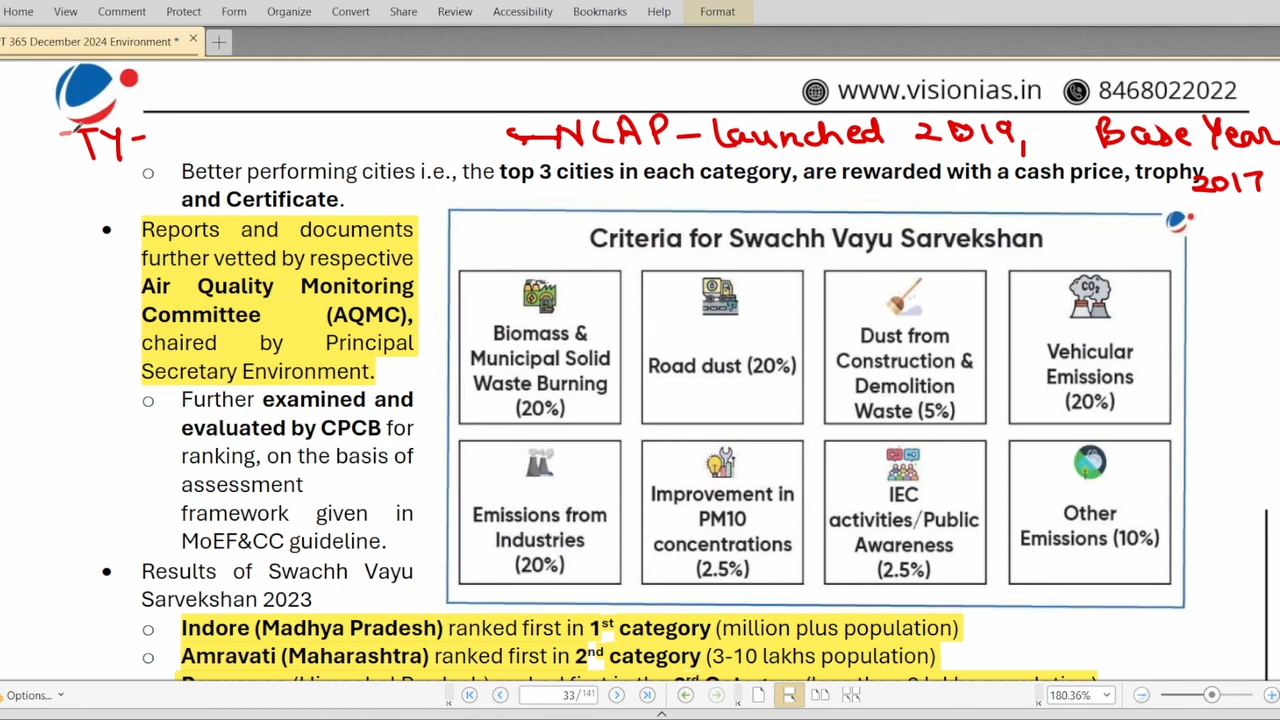 Home View Comment Protect Form Organize Convert Share Review Accessibility Bookmarks Help Format
T 365 December 2024 Environment *
www.visionias.in 8468022022
TY-
NCAP - Launched 2019, Base Year
2017
o Better performing cities i.e., the top 3 cities in each category, are rewarded with a cash price, trophy
and Certificate.
• Reports and documents
further vetted by respective
Air Quality Monitoring
Committee (AQMC),
chaired by Principal
Secretary Environment.
o Further examined and
evaluated by CPCB for
ranking, on the basis of
assessment
framework given in
MoEF&CC guideline.
Criteria for Swachh Vayu Sarvekshan
Biomass &
Municipal Solid
Waste Burning
(20%)
Road dust (20%)
Dust from
Construction &
Demolition
Waste (5%)
CO2
Vehicular
Emissions
(20%)
Emissions from
Industries
(20%)
Improvement in
PM10
concentrations
(2.5%)
IEC
activities/Public
Awareness
(2.5%)
Other
Emissions (10%)
• Results of Swachh Vayu
Sarvekshan 2023
o Indore (Madhya Pradesh) ranked first in 1st category (million plus population)
o Amravati (Maharashtra) ranked first in 2nd category (3-10 lakhs population)
Options... 33 /141 180.36%